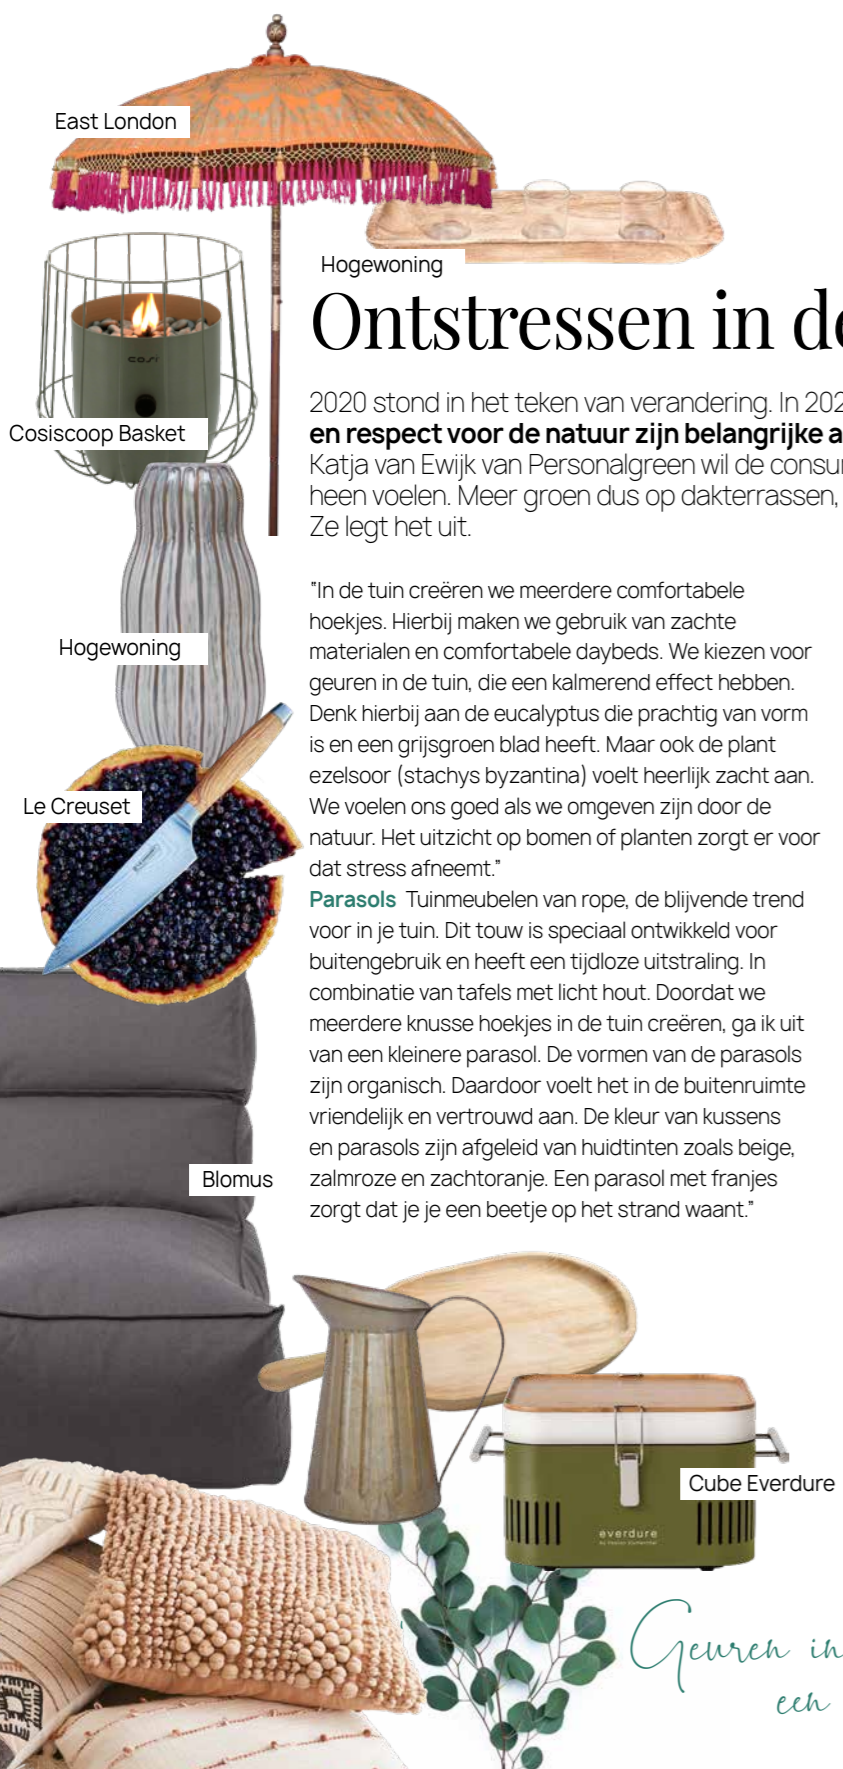 East London
Hogewoning
Ontstressen in de
2020 stond in het teken van verandering. In 202
en respect voor de natuur zijn belangrijke a
Katja van Ewijk van Personalgreen wil de consu
heen voelen. Meer groen dus op dakterrassen,
Ze legt het uit.
cosi
Cosiscoop Basket
Hogewoning
Le Creuset
"In de tuin creëren we meerdere comfortabele
hoekjes. Hierbij maken we gebruik van zachte
materialen en comfortabele daybeds. We kiezen voor
geuren in de tuin, die een kalmerend effect hebben.
Denk hierbij aan de eucalyptus die prachtig van vorm
is en een grijsgroen blad heeft. Maar ook de plant
ezelsoor (stachys byzantina) voelt heerlijk zacht aan.
We voelen ons goed als we omgeven zijn door de
natuur. Het uitzicht op bomen of planten zorgt er voor
dat stress afneemt."
Parasols Tuinmeubelen van rope, de blijvende trend
voor in je tuin. Dit touw is speciaal ontwikkeld voor
buitengebruik en heeft een tijdloze uitstraling. In
combinatie van tafels met licht hout. Doordat we
meerdere knusse hoekjes in de tuin creëren, ga ik uit
van een kleinere parasol. De vormen van de parasols
zijn organisch. Daardoor voelt het in de buitenruimte
vriendelijk en vertrouwd aan. De kleur van kussens
en parasols zijn afgeleid van huidtinten zoals beige,
zalmroze en zachtoranje. Een parasol met franjes
zorgt dat je je een beetje op het strand waant."
Blomus
Cube Everdure
everdure
by heston blumenthal
Geuren in
een